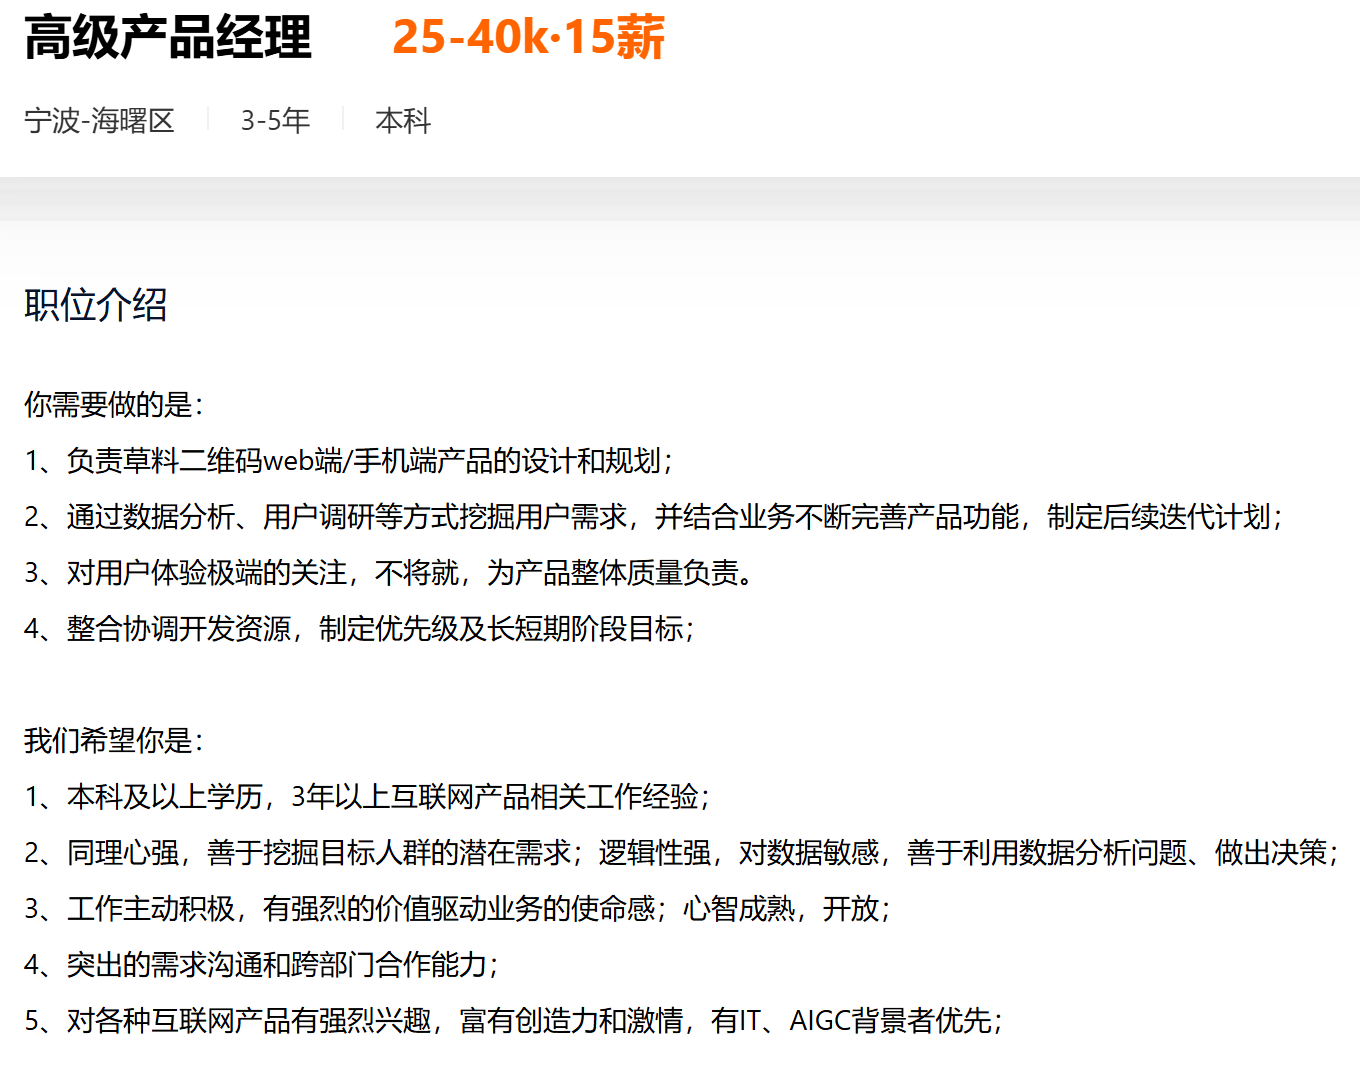 高级产品经理 25-40k·15薪
宁波-海曙区 3-5年 本科
职位介绍
你需要做的是：
1、负责草料二维码web端/手机端产品的设计和规划；
2、通过数据分析、用户调研等方式挖掘用户需求，并结合业务不断完善产品功能，制定后续迭代计划；
3、对用户体验极端的关注，不将就，为产品整体质量负责。
4、整合协调开发资源，制定优先级及长短期阶段目标；
我们希望你是：
1、本科及以上学历，3年以上互联网产品相关工作经验；
2、同理心强，善于挖掘目标人群的潜在需求；逻辑性强，对数据敏感，善于利用数据分析问题、做出决策；
3、工作主动积极，有强烈的价值驱动业务的使命感；心智成熟，开放；
4、突出的需求沟通和跨部门合作能力；
5、对各种互联网产品有强烈兴趣，富有创造力和激情，有IT、AIGC背景者优先；